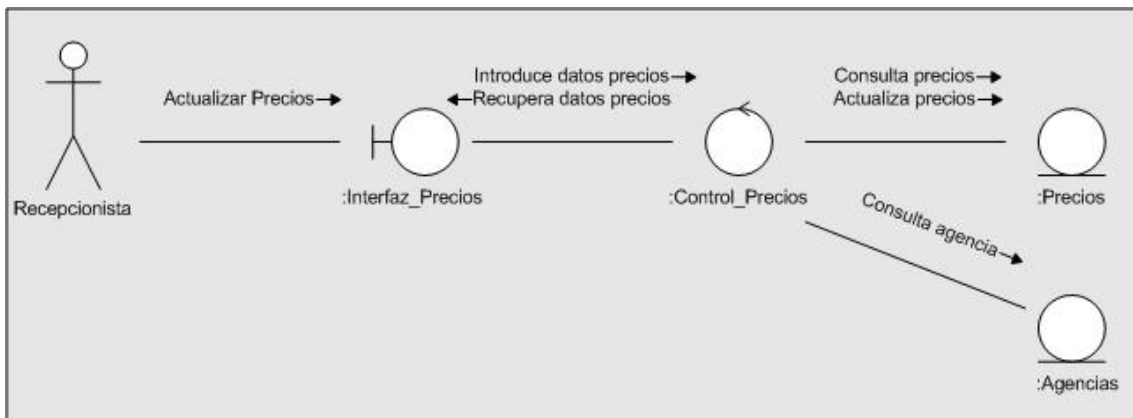 Introduce datos precios
Consulta precios
Actualizar Precios
Recupera datos precios
Actualiza precios
Recepcionista
:Interfaz_Precios
:Control_Precios
:Precios
Consulta agencia
:Agencias